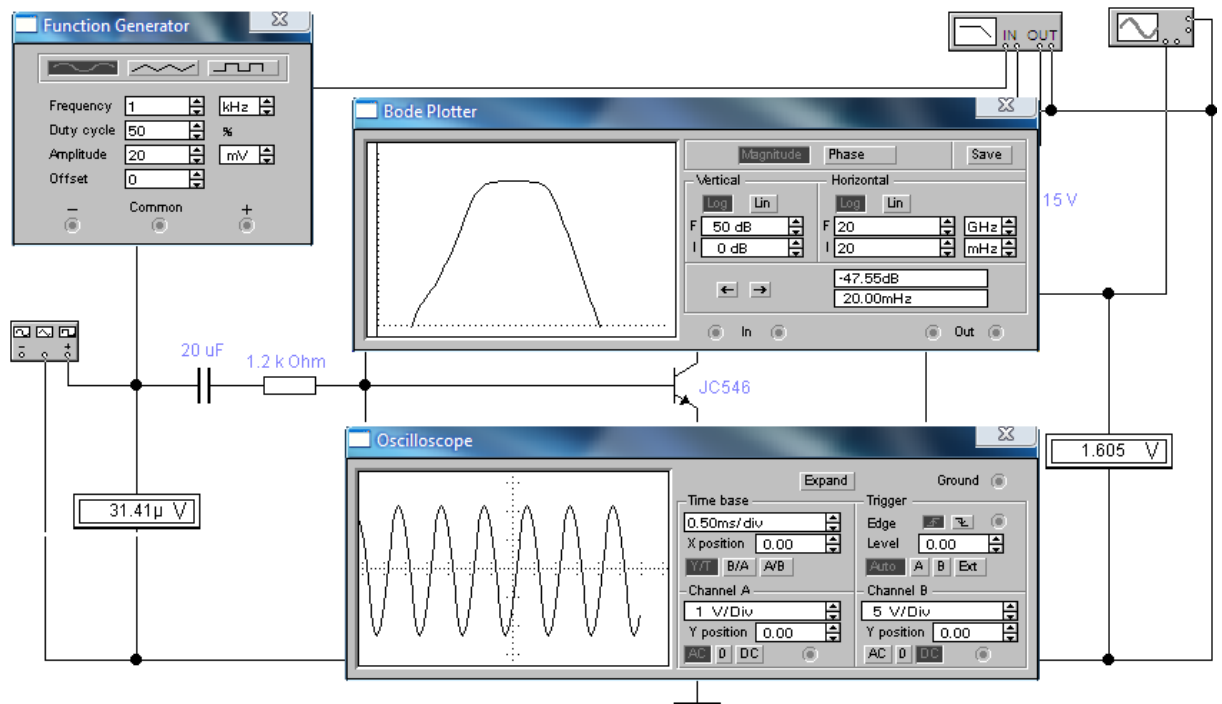 Function Generator
Frequency 1 kHz
Duty cycle 50 %
Amplitude 20 mV
Offset 0
− Common +
IN OUT
Bode Plotter
Magnitude Phase Save
Vertical Horizontal
Log Lin Log Lin
F 50 dB F 20 GHz
I 0 dB I 20 mHz
-47.55dB
20.00mHz
In Out
15 V
− +
20 uF
1.2 k Ohm
JC546
31.41µ V
1.605 V
Oscilloscope
Expand Ground
Time base Trigger
0.50ms/div Edge
X position 0.00 Level 0.00
Y/T B/A A/B Auto A B Ext
Channel A Channel B
1 V/Div 5 V/Div
Y position 0.00 Y position 0.00
AC 0 DC AC 0 DC